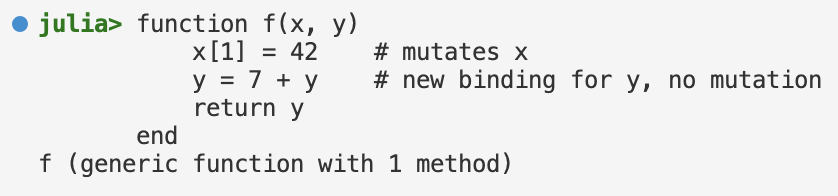 julia> function f(x, y)
           x[1] = 42    # mutates x
           y = 7 + y    # new binding for y, no mutation
           return y
       end
f (generic function with 1 method)